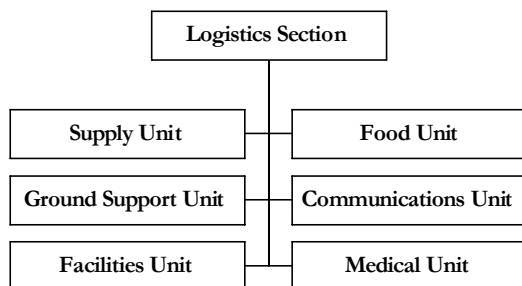 Logistics Section
Supply Unit
Food Unit
Ground Support Unit
Communications Unit
Facilities Unit
Medical Unit